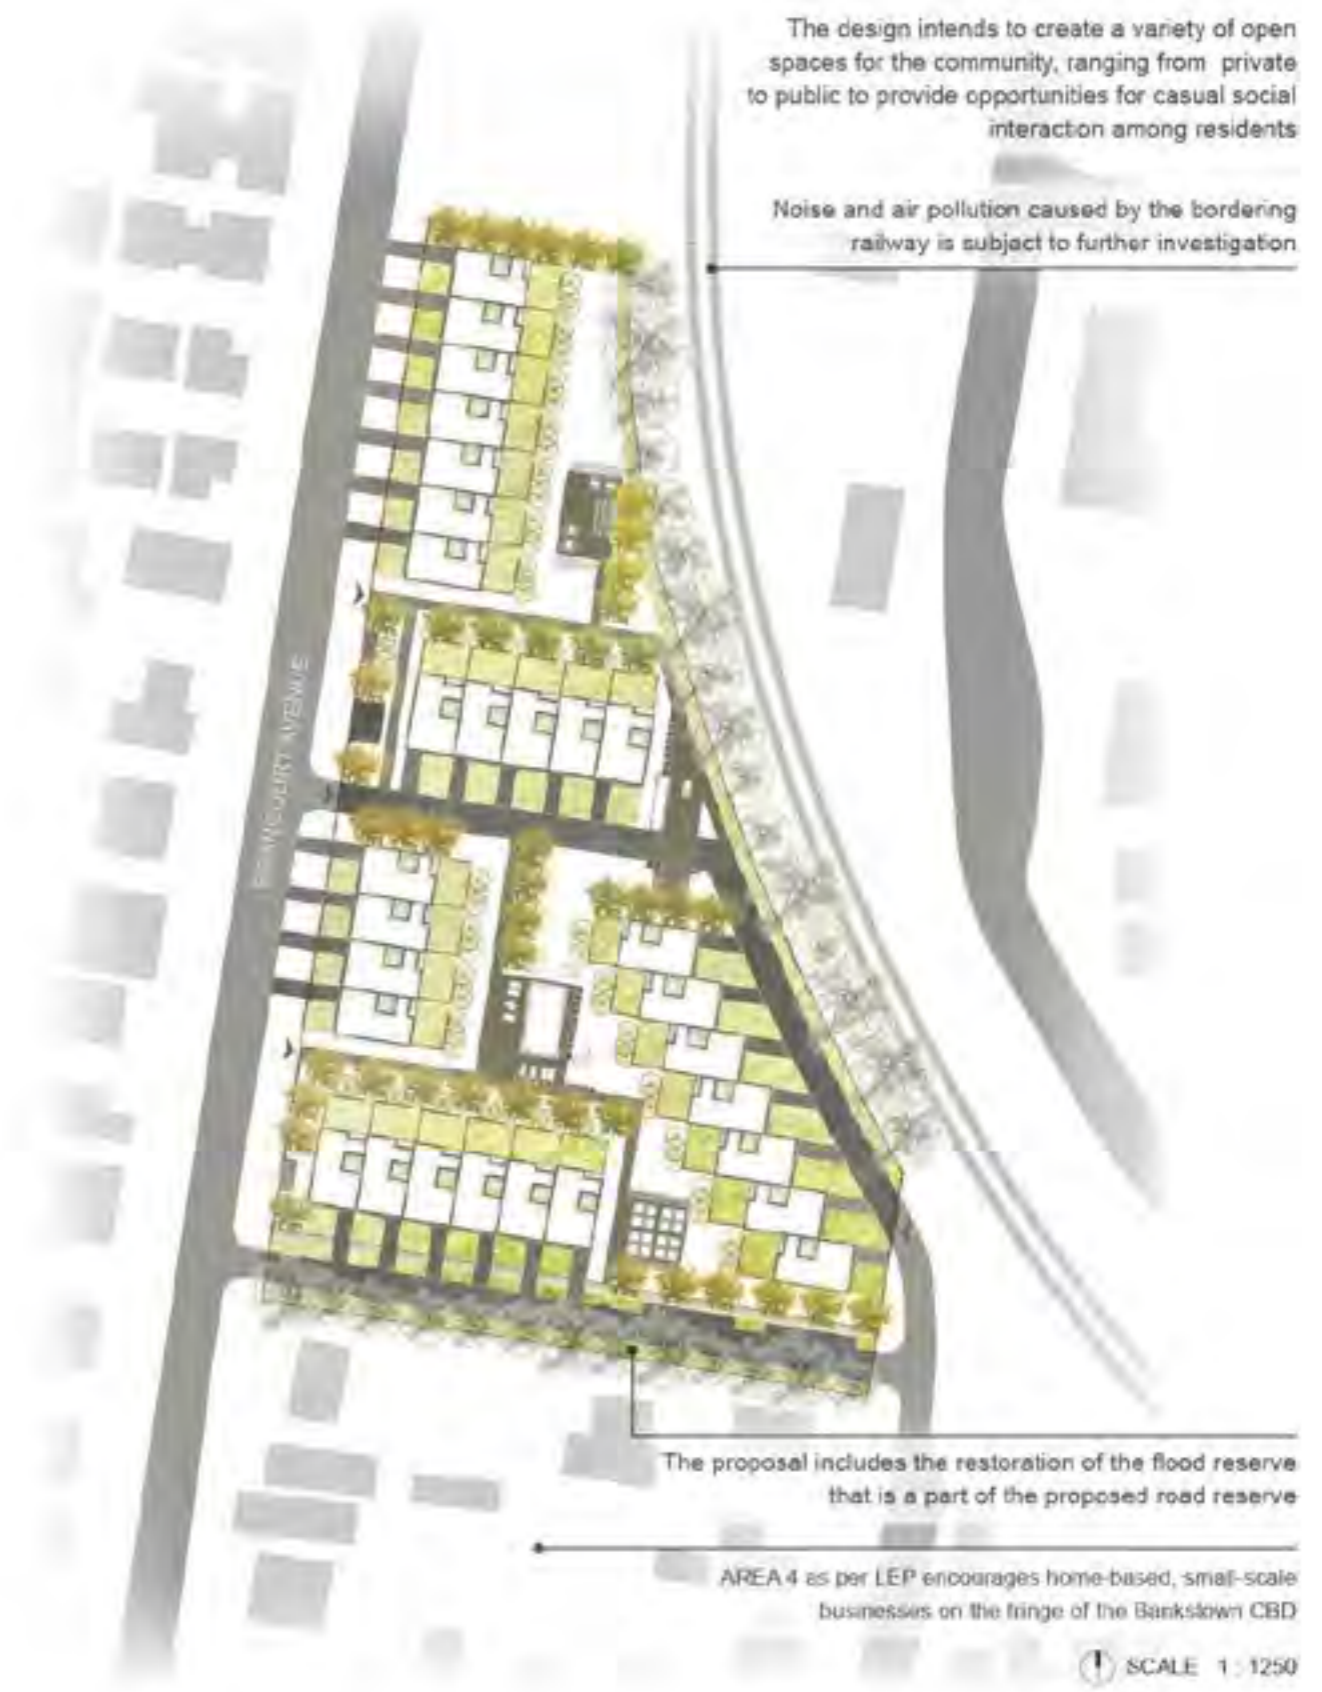 The design intends to create a variety of open
spaces for the community, ranging from private
to public to provide opportunities for casual social
interaction among residents
Noise and air pollution caused by the bordering
railway is subject to further investigation
AVENUE
The proposal includes the restoration of the flood reserve
that is a part of the proposed road reserve
AREA 4 as per LEP encourages home-based, small-scale
businesses on the fringe of the Bankstown CBD
SCALE 1 : 1250